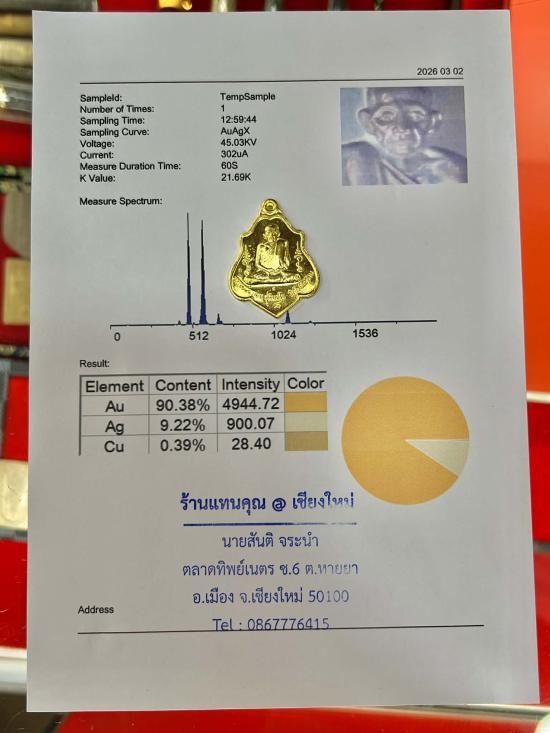 2026 03 02
SampleId: TempSample
Number of Times: 1
Sampling Time: 12:59:44
Sampling Curve: AuAgX
Voltage: 45.03KV
Current: 302uA
Measure Duration Time: 60S
K Value: 21.69K
Measure Spectrum:
0 512 1024 1536
Result:
Element Content Intensity Color
Au 90.38% 4944.72
Ag 9.22% 900.07
Cu 0.39% 28.40
ร้านแทนคุณ @ เชียงใหม่
นายสันติ จระนำ
ตลาดทิพย์เนตร ซ.6 ต.หายยา
อ.เมือง จ.เชียงใหม่ 50100
Address
Tel : 0867776415